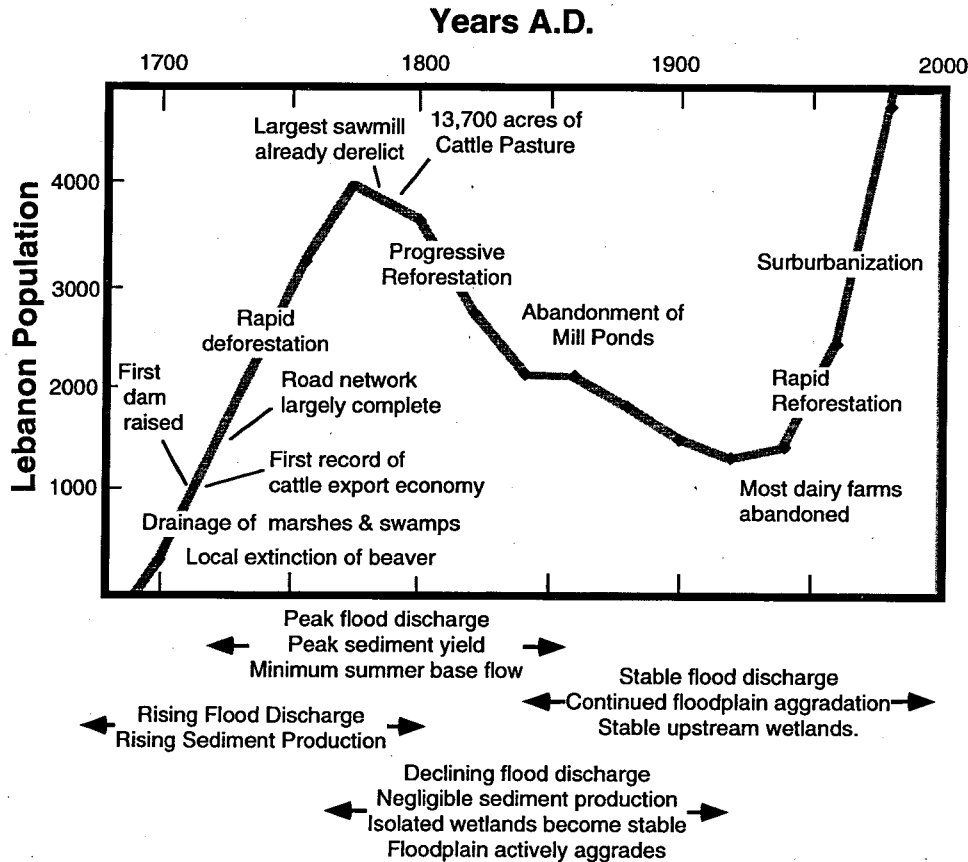 Years A.D.
1700
1800
1900
2000
Lebanon Population
4000
3000
2000
1000
Largest sawmill
already derelict
13,700 acres of
Cattle Pasture
Progressive
Reforestation
Surburbanization
Rapid
deforestation
Abandonment of
Mill Ponds
First
dam
raised
Road network
largely complete
Rapid
Reforestation
First record of
cattle export economy
Most dairy farms
abandoned
Drainage of marshes & swamps
Local extinction of beaver
Peak flood discharge
Peak sediment yield
Minimum summer base flow
Stable flood discharge
Continued floodplain aggradation
Stable upstream wetlands.
Rising Flood Discharge
Rising Sediment Production
Declining flood discharge
Negligible sediment production
Isolated wetlands become stable
Floodplain actively aggrades